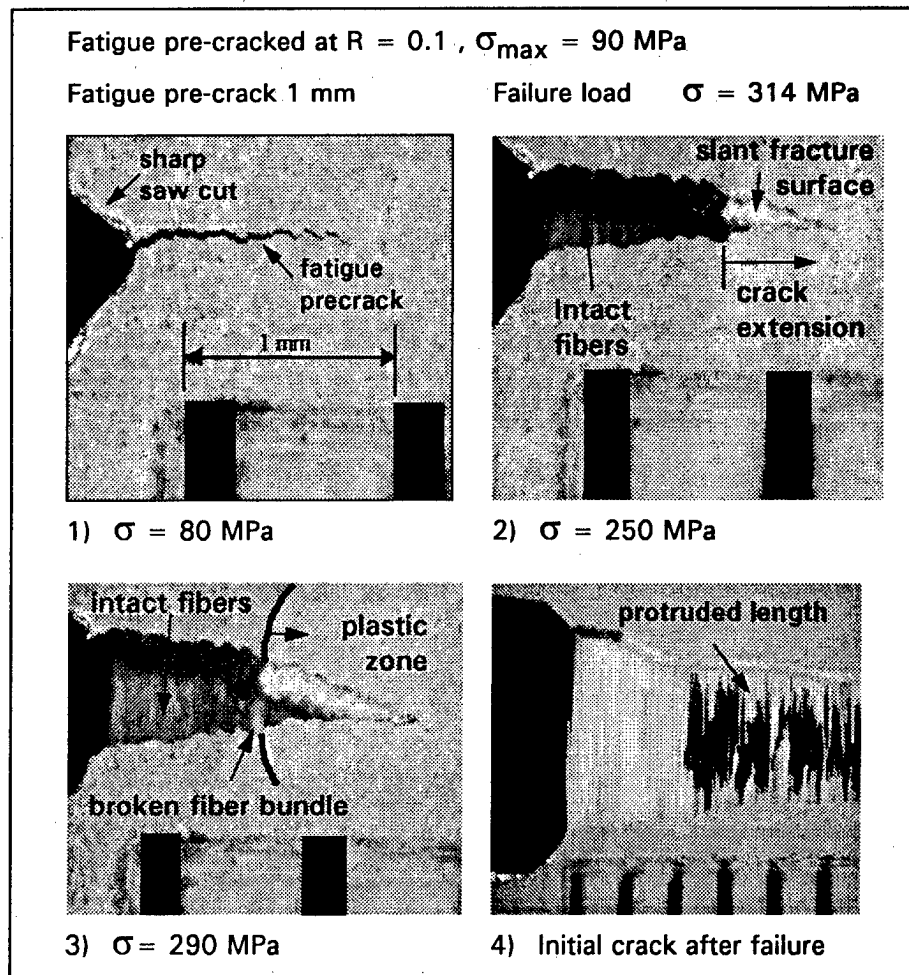 Fatigue pre-cracked at R = 0.1 , σmax = 90 MPa
Fatigue pre-crack 1 mm
Failure load σ = 314 MPa
sharp
saw cut
fatigue
precrack
1 mm
1) σ = 80 MPa
slant fracture
surface
Intact
fibers
crack
extension
2) σ = 250 MPa
intact fibers
plastic
zone
broken fiber bundle
3) σ = 290 MPa
protruded length
4) Initial crack after failure